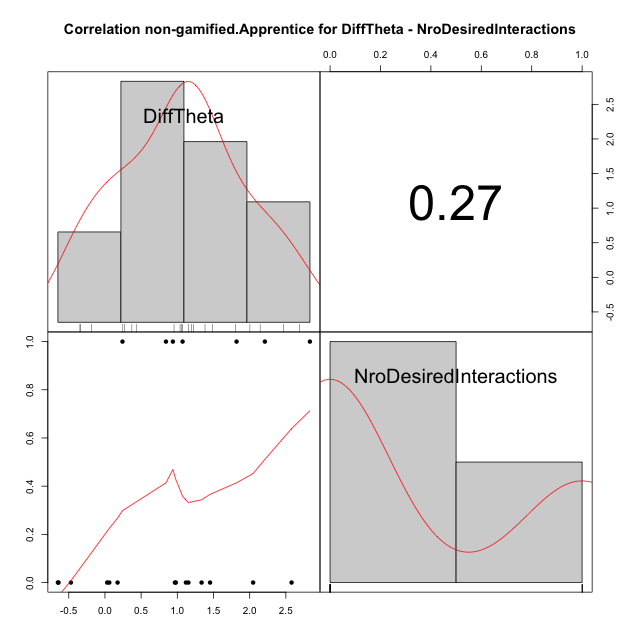 Correlation non-gamified.Apprentice for DiffTheta - NroDesiredInteractions
0.0 0.2 0.4 0.6 0.8 1.0
DiffTheta
0.27
-0.5 0.0 0.5 1.0 1.5 2.0 2.5
0.0 0.2 0.4 0.6 0.8 1.0
NroDesiredInteractions
-0.5 0.0 0.5 1.0 1.5 2.0 2.5